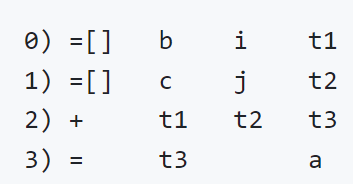 0) =[] b i t1
1) =[] c j t2
2) + t1 t2 t3
3) = t3 a